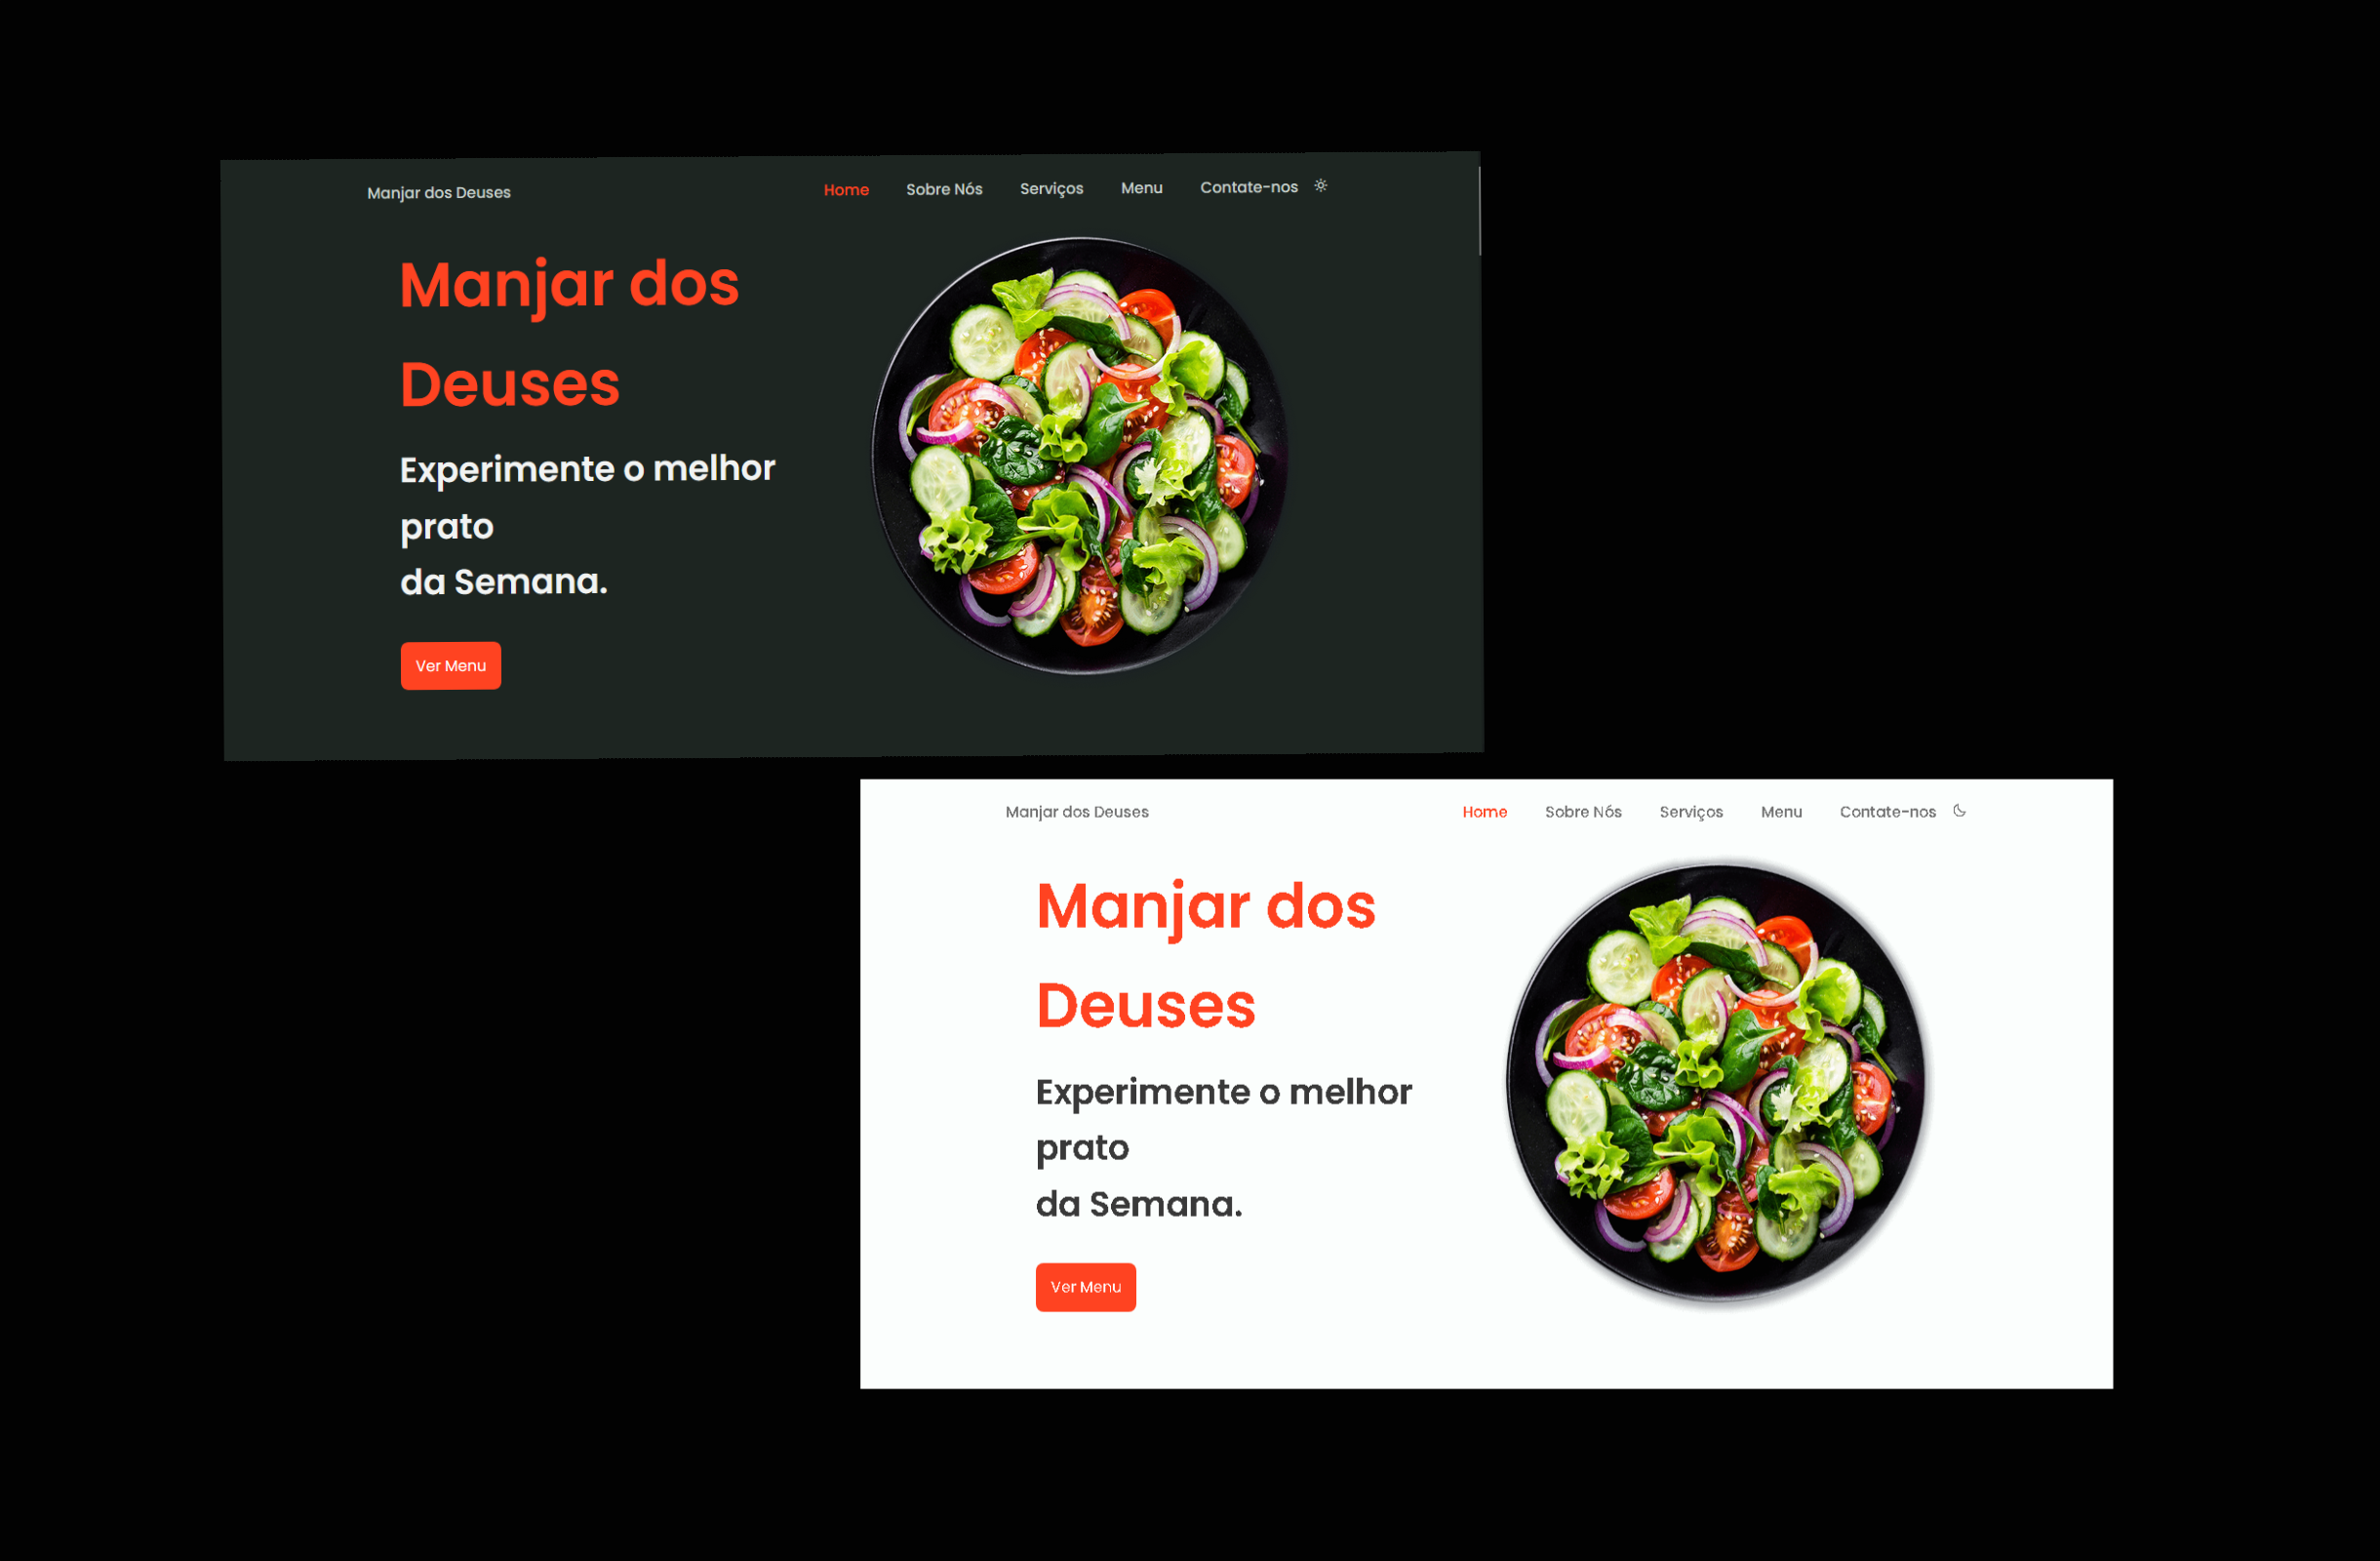 Manjar dos Deuses
Home Sobre Nós Serviços Menu Contate-nos
Manjar dos
Deuses
Experimente o melhor
prato
da Semana.
Ver Menu
Manjar dos Deuses
Home Sobre Nós Serviços Menu Contate-nos
Manjar dos
Deuses
Experimente o melhor
prato
da Semana.
Ver Menu